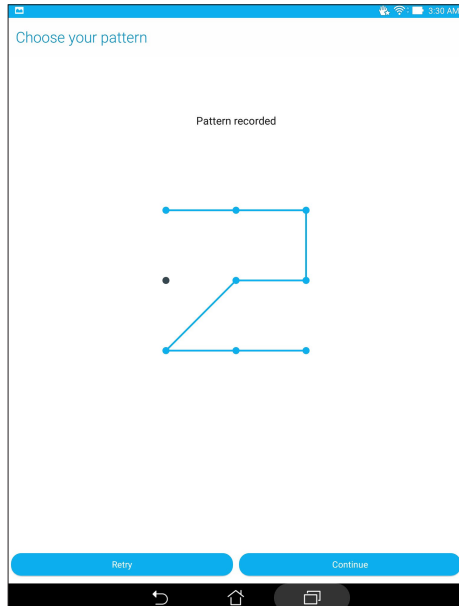 3:30 AM
Choose your pattern
Pattern recorded
Retry
Continue